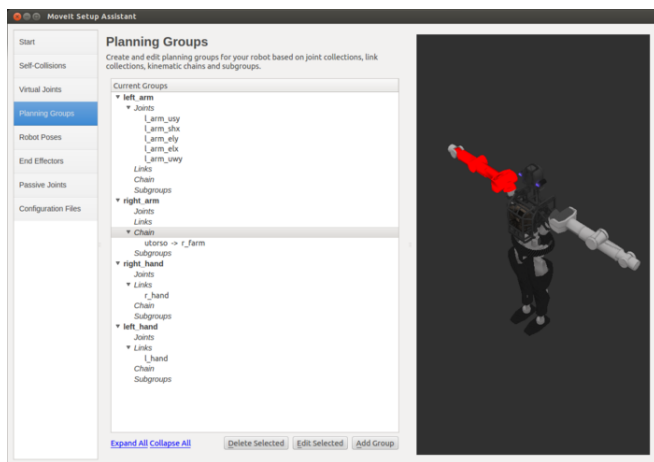 MoveIt Setup Assistant
Start
Self-Collisions
Virtual Joints
Planning Groups
Robot Poses
End Effectors
Passive Joints
Configuration Files
Planning Groups
Create and edit planning groups for your robot based on joint collections, link
collections, kinematic chains and subgroups.
Current Groups
left_arm
Joints
l_arm_usy
l_arm_shx
l_arm_ely
l_arm_elx
l_arm_uwy
Links
Chain
Subgroups
right_arm
Joints
Links
Chain
utorso -> r_farm
Subgroups
right_hand
Joints
Links
r_hand
Chain
Subgroups
left_hand
Joints
Links
l_hand
Chain
Subgroups
Expand All Collapse All Delete Selected Edit Selected Add Group